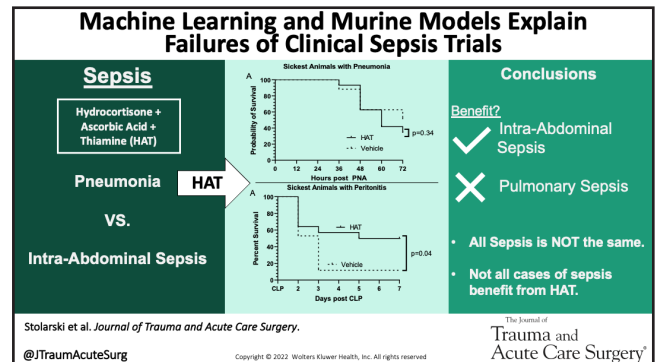 Machine Learning and Murine Models Explain
Failures of Clinical Sepsis Trials
Sepsis
Hydrocortisone +
Ascorbic Acid +
Thiamine (HAT)
Pneumonia
VS.
Intra-Abdominal Sepsis
HAT
Sickest Animals with Pneumonia
A
Probability of Survival
100
80
60
40
20
0
HAT
Vehicle
p=0.34
0 12 24 36 48 60 72
Hours post PNA
Sickest Animals with Peritonitis
A
Percent Survival
100
80
60
40
20
0
HAT
Vehicle
p=0.04
CLP 2 3 4 5 6 7
Days post CLP
Conclusions
Benefit?
Intra-Abdominal
Sepsis
Pulmonary Sepsis
• All Sepsis is NOT the same.
• Not all cases of sepsis
benefit from HAT.
Stolarski et al. Journal of Trauma and Acute Care Surgery.
@JTraumAcuteSurg
Copyright © 2022 Wolters Kluwer Health, Inc. All rights reserved
The Journal of
Trauma and
Acute Care Surgery®